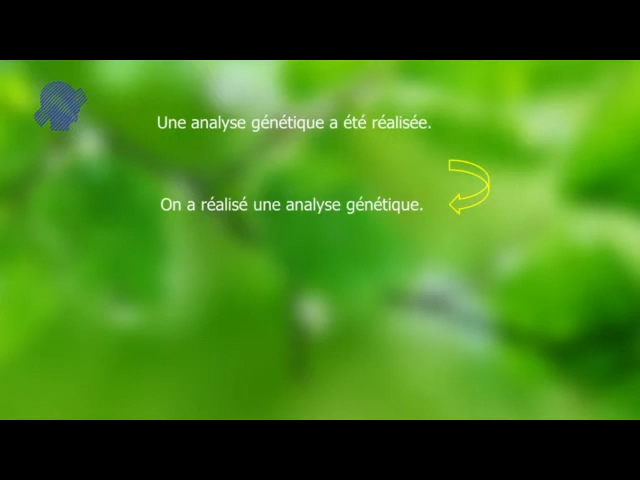 Une analyse génétique a été réalisée.
On a réalisé une analyse génétique.